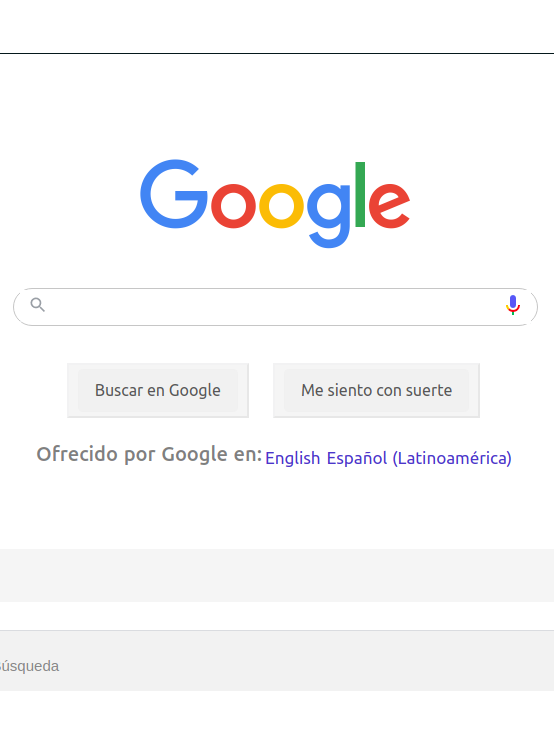 Google
Buscar en Google
Me siento con suerte
Ofrecido por Google en: English Español (Latinoamérica)
úsqueda